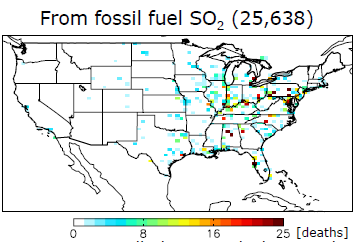 From fossil fuel SO₂ (25,638)
0 8 16 25 [deaths]